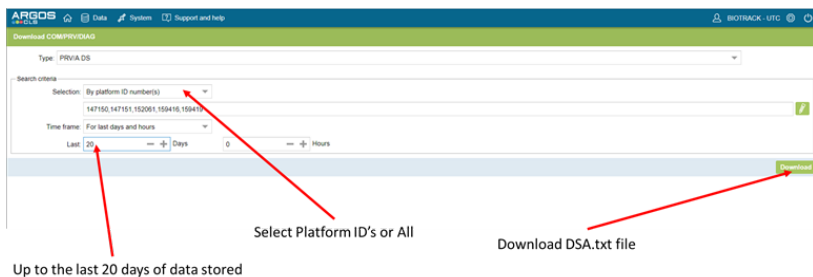 ARGOS Data System Support and help BIOTRACK - UTC
CLS
Download COM/PRV/DIAG
Type: PRV/A DS
Search criteria
Selection: By platform ID number(s)
147150,147151,152061,159416,159419
Time frame: For last days and hours
Last: 20 Days 0 Hours
Download
Select Platform ID's or All
Download DSA.txt file
Up to the last 20 days of data stored